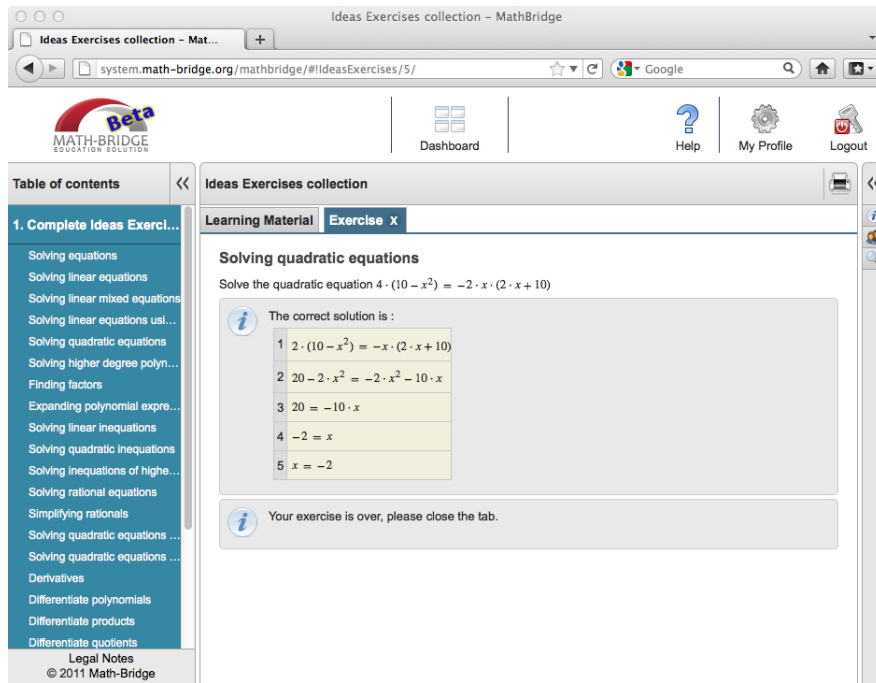 Ideas Exercises collection – MathBridge
Ideas Exercises collection – Mat... +
system.math-bridge.org/mathbridge/#!IdeasExercises/5/ Google
Beta
MATH-BRIDGE
EDUCATION SOLUTION
Dashboard
Help
My Profile
Logout
Table of contents
Ideas Exercises collection
1. Complete Ideas Exerci...
Solving equations
Solving linear equations
Solving linear mixed equations
Solving linear equations usi...
Solving quadratic equations
Solving higher degree polyn...
Finding factors
Expanding polynomial expre...
Solving linear inequations
Solving quadratic inequations
Solving inequations of highe...
Solving rational equations
Simplifying rationals
Solving quadratic equations ...
Solving quadratic equations ...
Derivatives
Differentiate polynomials
Differentiate products
Differentiate quotients
Legal Notes
© 2011 Math-Bridge
Learning Material Exercise X
Solving quadratic equations
Solve the quadratic equation 4 · (10 – x²) = –2 · x · (2 · x + 10)
The correct solution is :
1 2 · (10 – x²) = –x · (2 · x + 10)
2 20 – 2 · x² = –2 · x² – 10 · x
3 20 = –10 · x
4 –2 = x
5 x = –2
Your exercise is over, please close the tab.